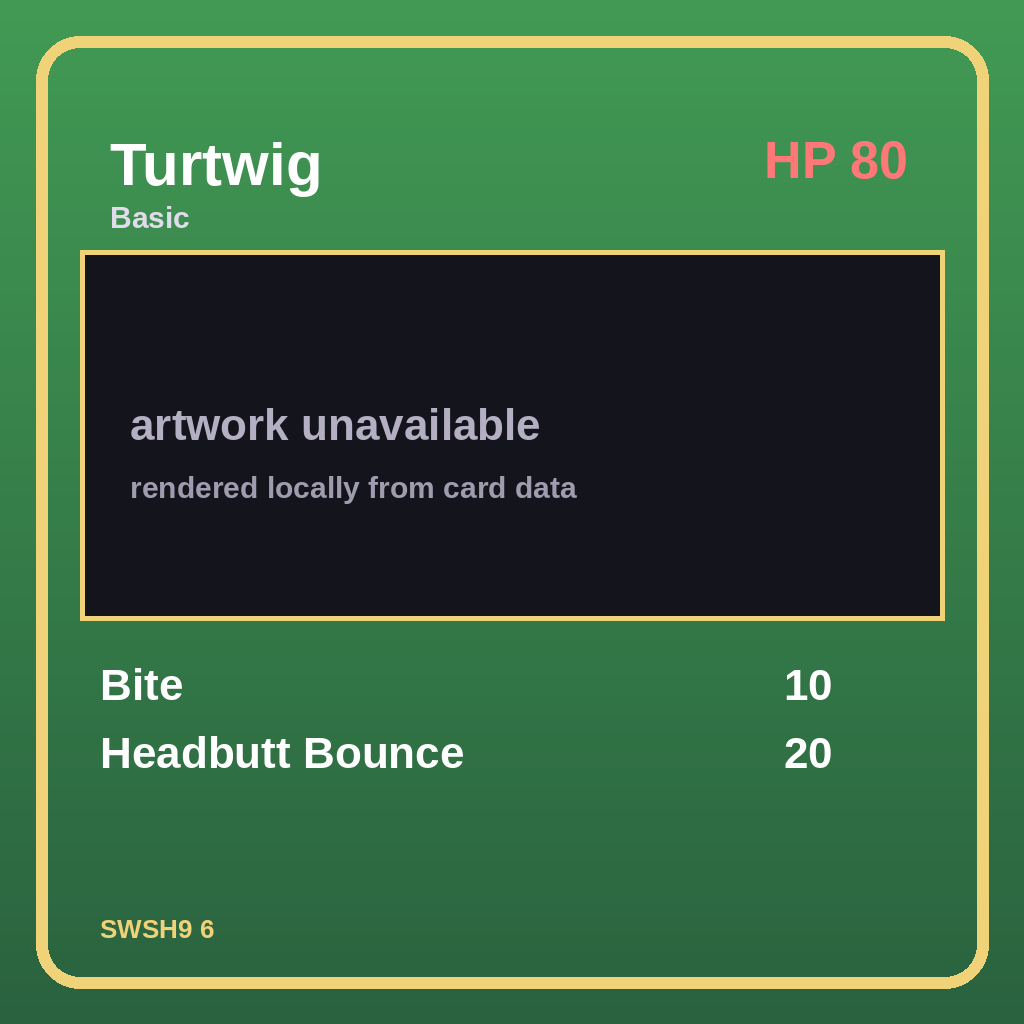 Turtwig
HP 80
Basic
artwork unavailable
rendered locally from card data
Bite 10
Headbutt Bounce 20
SWSH9 6